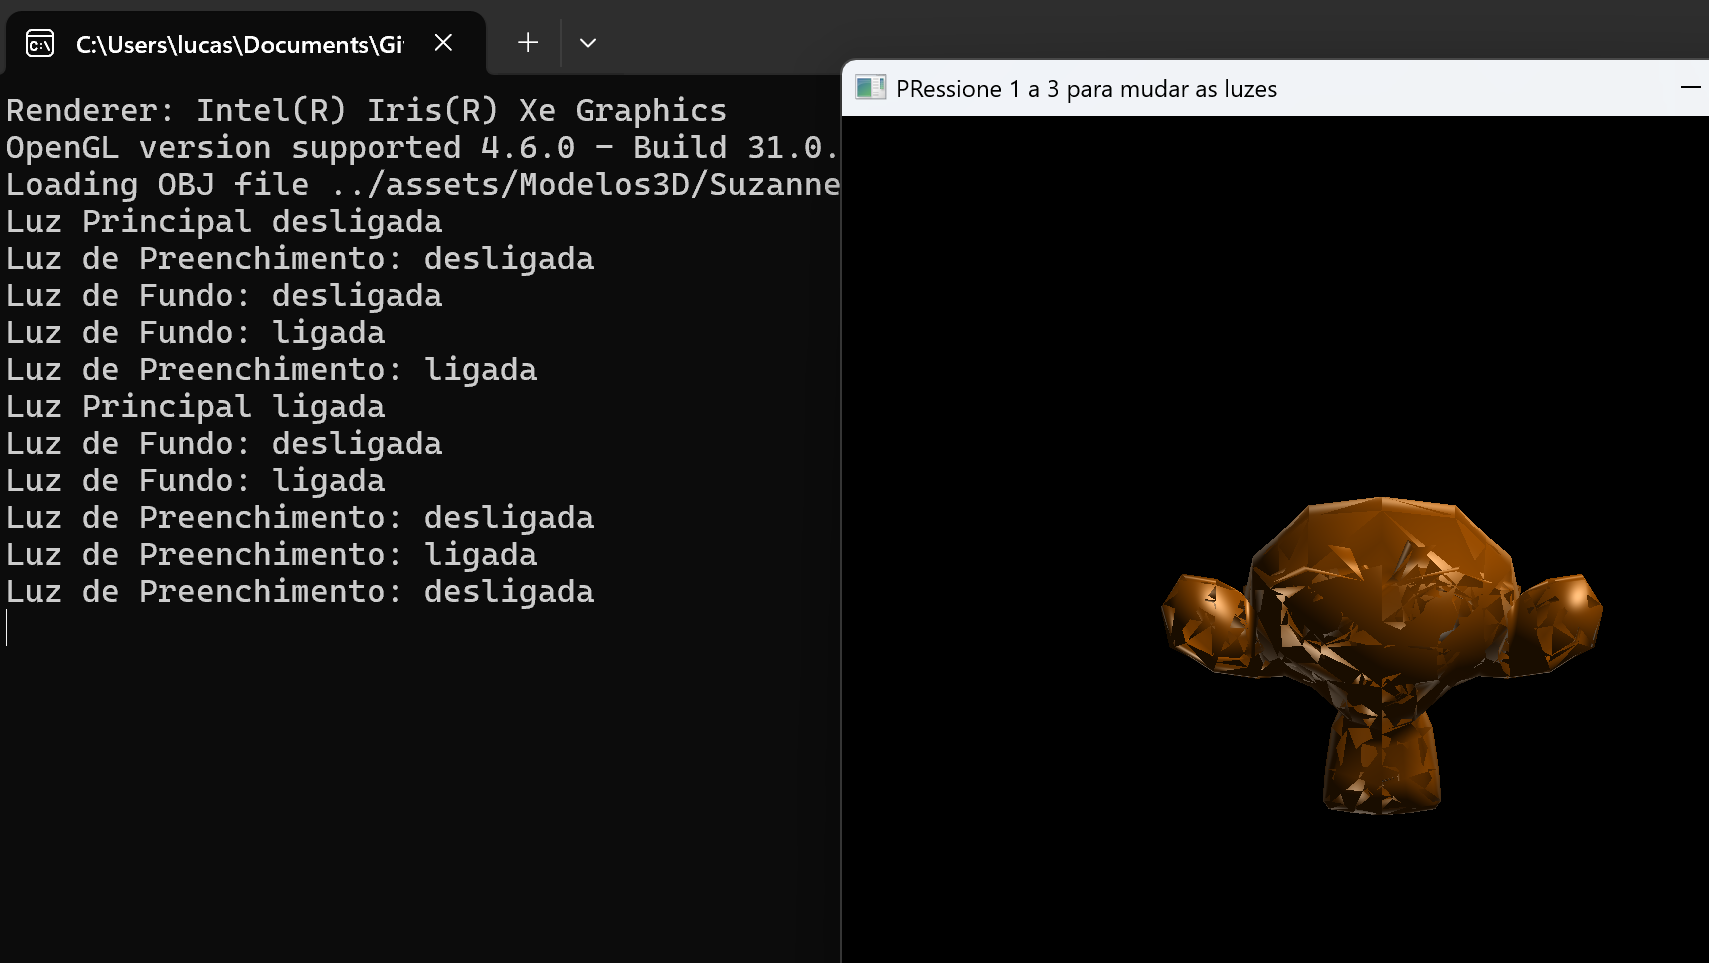 C:\Users\lucas\Documents\Gi
PRessione 1 a 3 para mudar as luzes
Renderer: Intel(R) Iris(R) Xe Graphics
OpenGL version supported 4.6.0 - Build 31.0.
Loading OBJ file ../assets/Modelos3D/Suzanne
Luz Principal desligada
Luz de Preenchimento: desligada
Luz de Fundo: desligada
Luz de Fundo: ligada
Luz de Preenchimento: ligada
Luz Principal ligada
Luz de Fundo: desligada
Luz de Fundo: ligada
Luz de Preenchimento: desligada
Luz de Preenchimento: ligada
Luz de Preenchimento: desligada